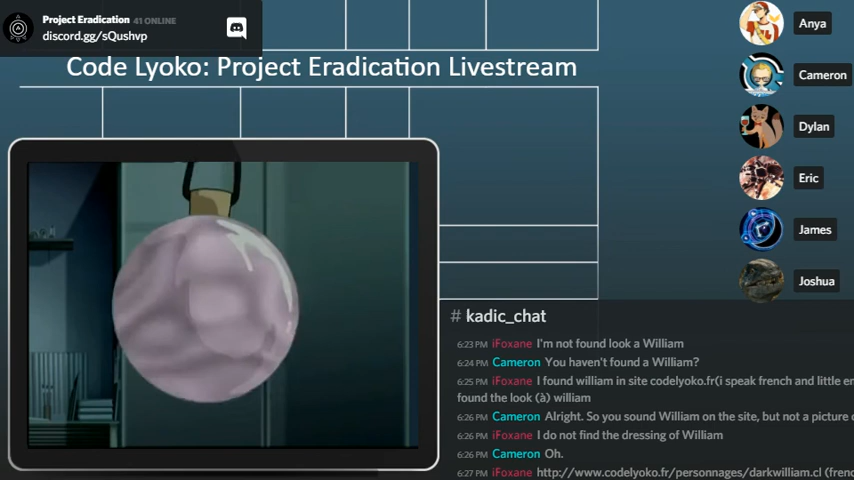 Project Eradication 41 ONLINE
discord.gg/sQushvp
Code Lyoko: Project Eradication Livestream
Anya
Cameron
Dylan
Eric
James
Joshua
# kadic_chat
6:23 PM iFoxane I'm not found look a William
6:24 PM Cameron You haven't found a William?
6:25 PM iFoxane I found william in site codelyoko.fr(i speak french and little en
found the look (à) william
6:26 PM Cameron Alright. So you sound William on the site, but not a picture o
6:26 PM iFoxane I do not find the dressing of William
6:26 PM Cameron Oh.
6:27 PM iFoxane http://www.codelyoko.fr/personnages/darkwilliam.cl (frenc